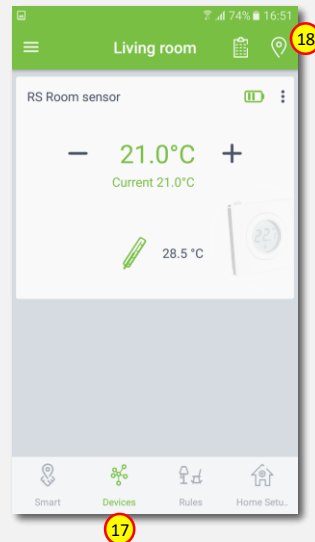 74% 16:51
Living room
18
RS Room sensor
− 21.0°C +
Current 21.0°C
28.5 °C
Smart Devices Rules Home Setu..
17